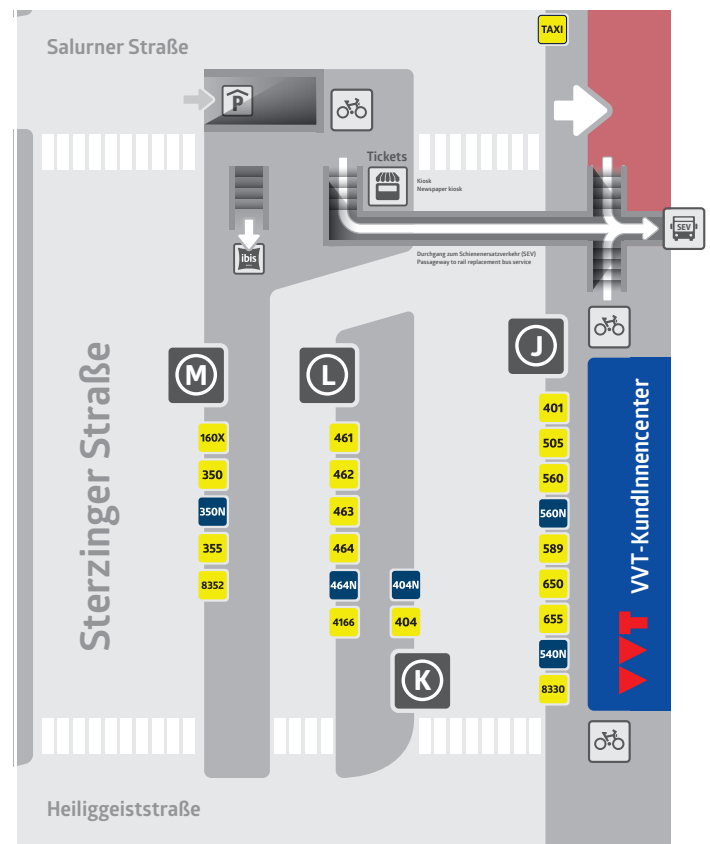 TAXI
Salurner Straße
P
Tickets
Kiosk
Newspaper kiosk
SEV
ibis
Durchgang zum Schienenersatzverkehr (SEV)
Passageway to rail replacement bus service
Sterzinger Straße
M
160X
350
350N
355
8352
L
461
462
463
464
464N
4166
404N
404
K
J
401
505
560
560N
589
650
655
540N
8330
VVT VVT-KundInnencenter
Heiliggeiststraße